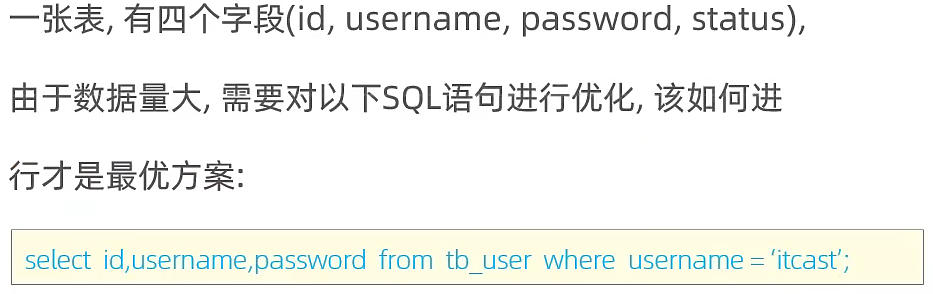 一张表, 有四个字段(id, username, password, status),
由于数据量大, 需要对以下SQL语句进行优化, 该如何进
行才是最优方案:
select id,username,password from tb_user where username = ‘itcast’;